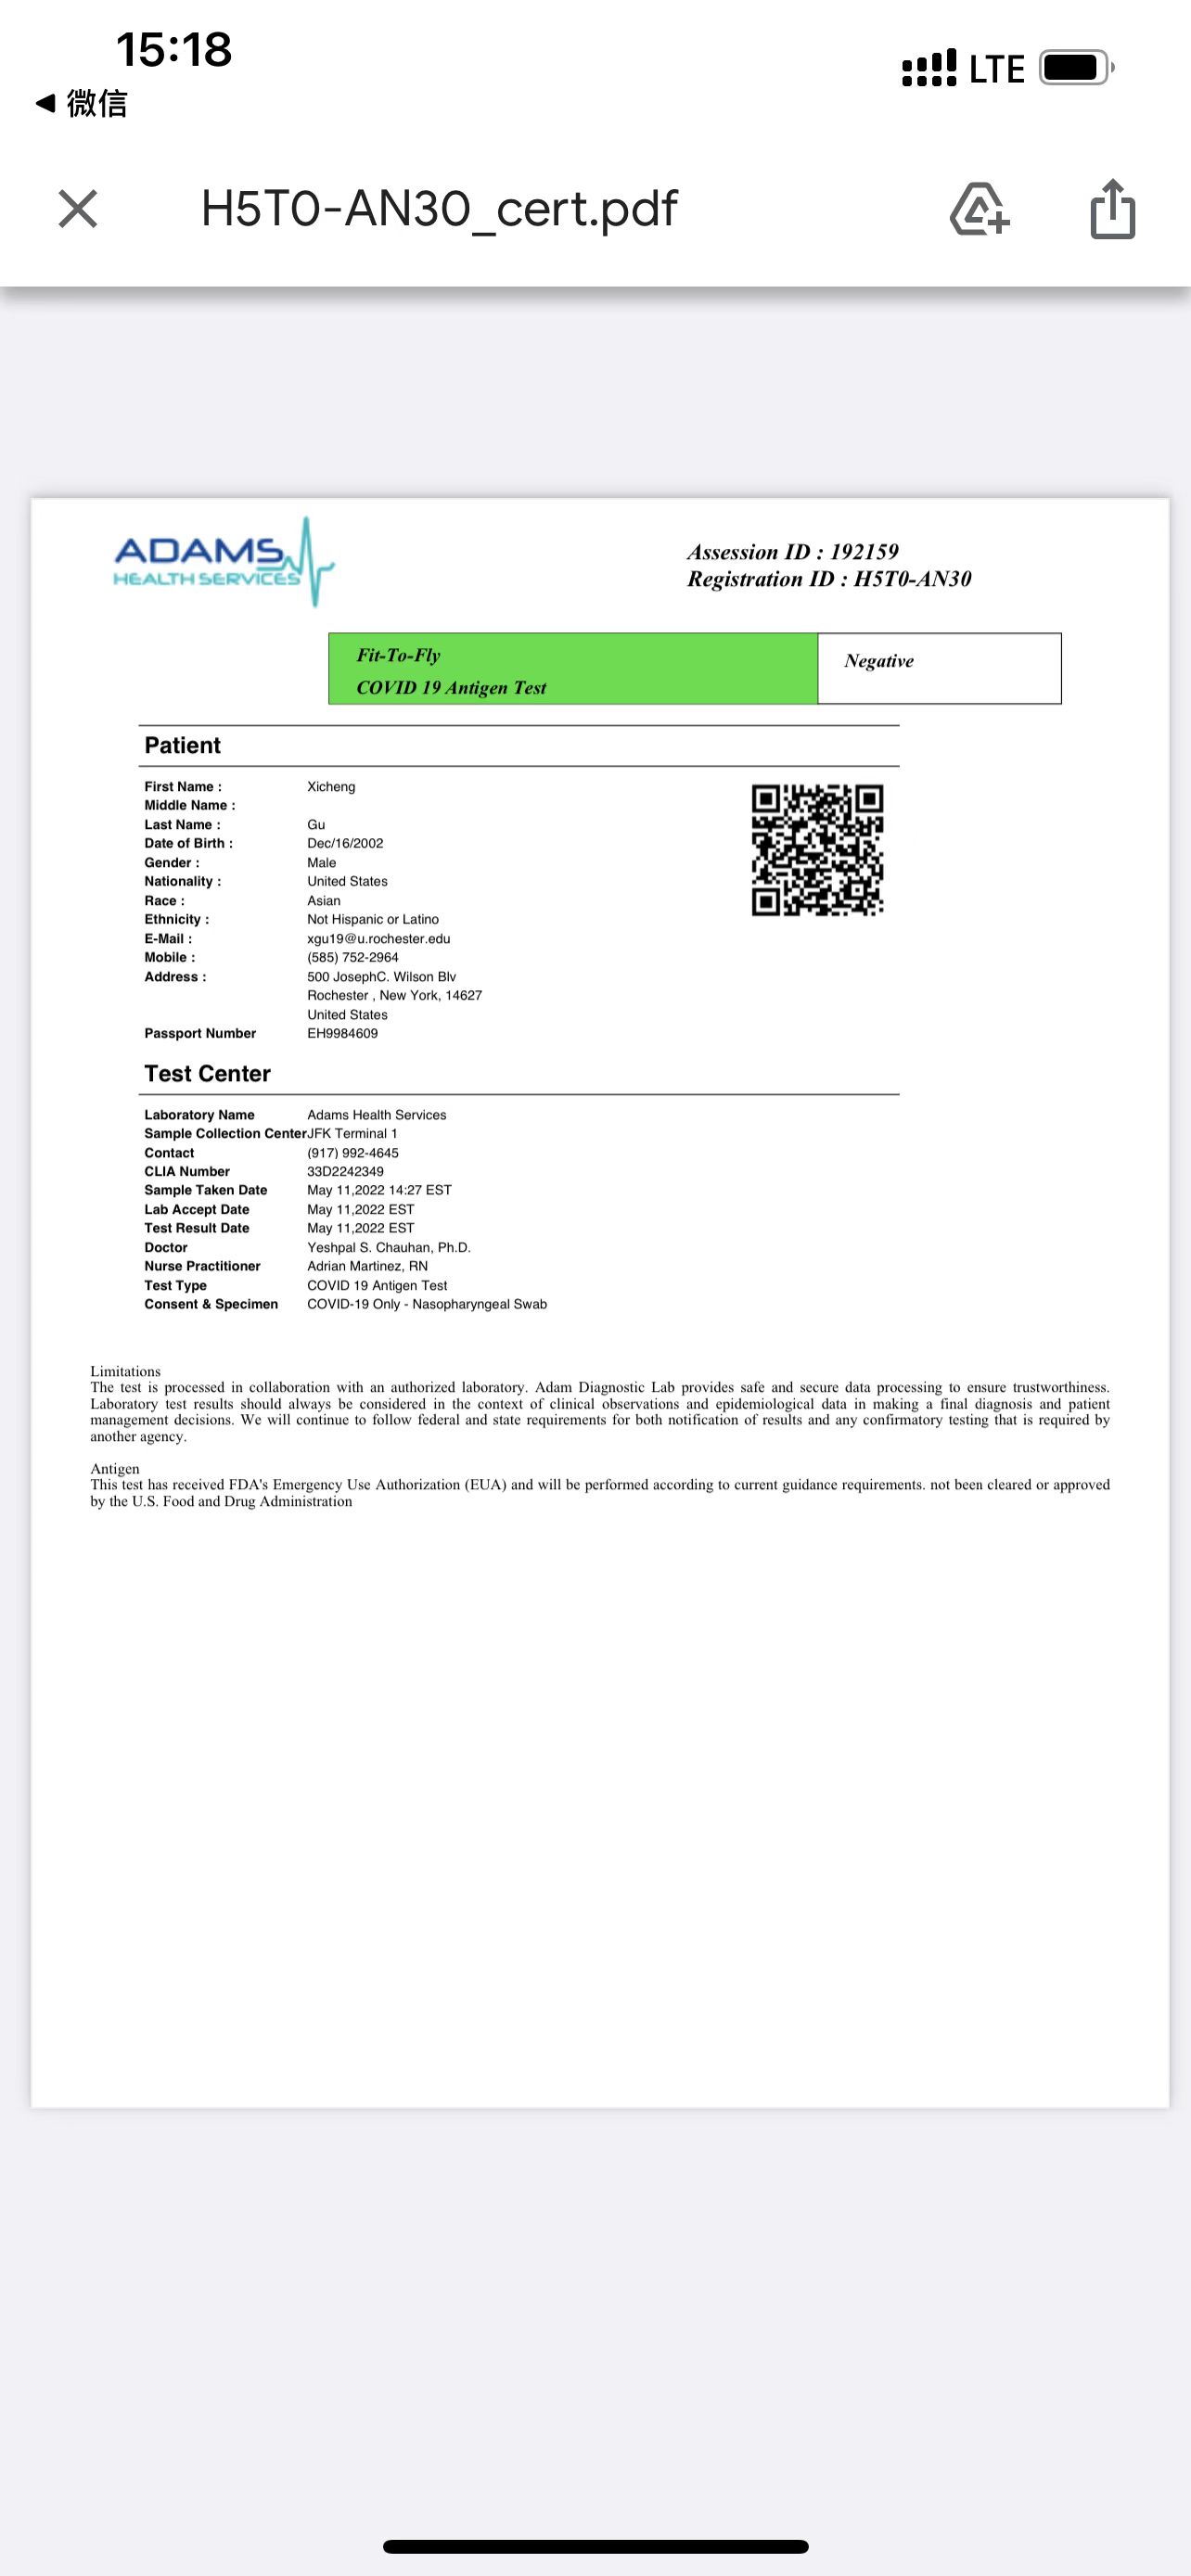 15:18
LTE
◀ 微信
H5T0-AN30_cert.pdf
ADAMS
HEALTH SERVICES
Assession ID : 192159
Registration ID : H5T0-AN30
Fit-To-Fly
COVID 19 Antigen Test
Negative
Patient
First Name : Xicheng
Middle Name :
Last Name : Gu
Date of Birth : Dec/16/2002
Gender : Male
Nationality : United States
Race : Asian
Ethnicity : Not Hispanic or Latino
E-Mail : xgu19@u.rochester.edu
Mobile : (585) 752-2964
Address : 500 JosephC. Wilson Blv
Rochester , New York, 14627
United States
Passport Number EH9984609
Test Center
Laboratory Name Adams Health Services
Sample Collection Center JFK Terminal 1
Contact (917) 992-4645
CLIA Number 33D2242349
Sample Taken Date May 11,2022 14:27 EST
Lab Accept Date May 11,2022 EST
Test Result Date May 11,2022 EST
Doctor Yeshpal S. Chauhan, Ph.D.
Nurse Practitioner Adrian Martinez, RN
Test Type COVID 19 Antigen Test
Consent & Specimen COVID-19 Only - Nasopharyngeal Swab
Limitations
The test is processed in collaboration with an authorized laboratory. Adam Diagnostic Lab provides safe and secure data processing to ensure trustworthiness.
Laboratory test results should always be considered in the context of clinical observations and epidemiological data in making a final diagnosis and patient
management decisions. We will continue to follow federal and state requirements for both notification of results and any confirmatory testing that is required by
another agency.
Antigen
This test has received FDA's Emergency Use Authorization (EUA) and will be performed according to current guidance requirements. not been cleared or approved
by the U.S. Food and Drug Administration